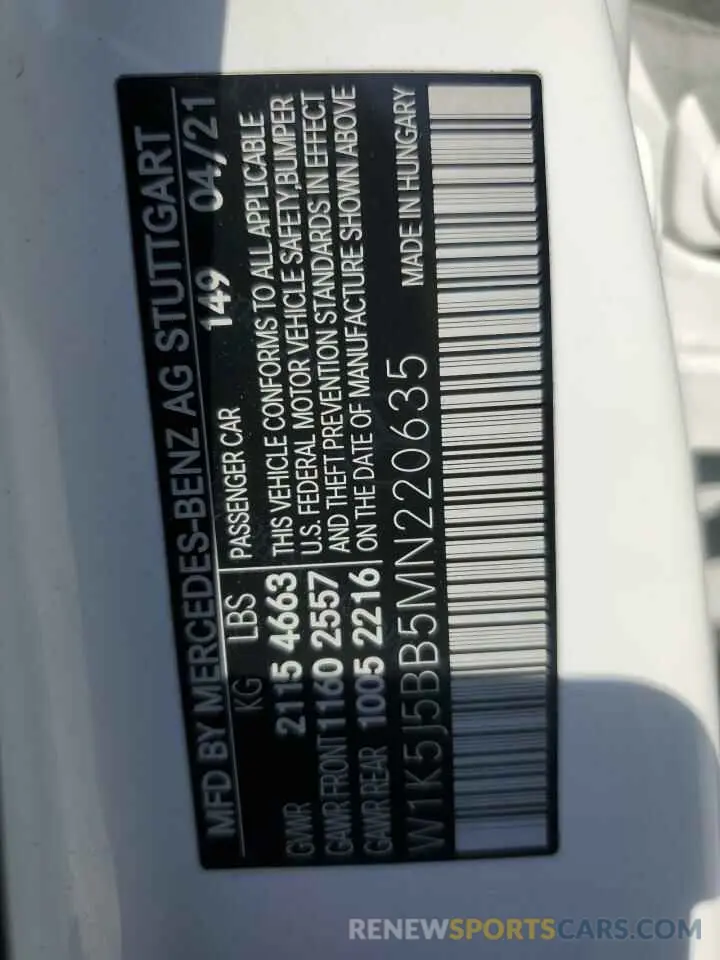 MFD BY MERCEDES-BENZ AG STUTTGART
149 04/21
KG LBS PASSENGER CAR
GVWR 2115 4663 THIS VEHICLE CONFORMS TO ALL APPLICABLE
U.S. FEDERAL MOTOR VEHICLE SAFETY,BUMPER
GAWR FRONT 1160 2557 AND THEFT PREVENTION STANDARDS IN EFFECT
GAWR REAR 1005 2216 ON THE DATE OF MANUFACTURE SHOWN ABOVE
W1K5J5BB5MN220635 MADE IN HUNGARY
RENEWSPORTSCARS.COM